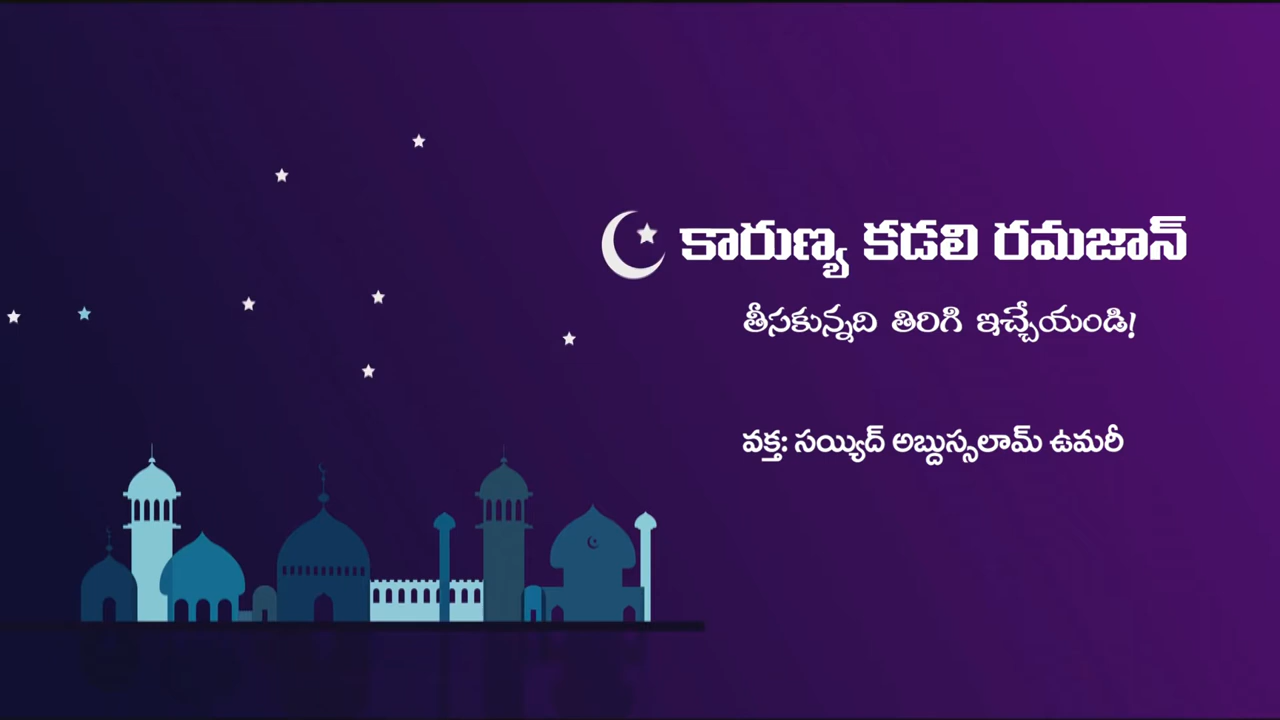 కారుణ్య కడలి రమజాన్
తీసకున్నది తిరిగి ఇచ్చేయండి!
వక్త: సయ్యిద్ అబ్దుస్సలామ్ ఉమరీ